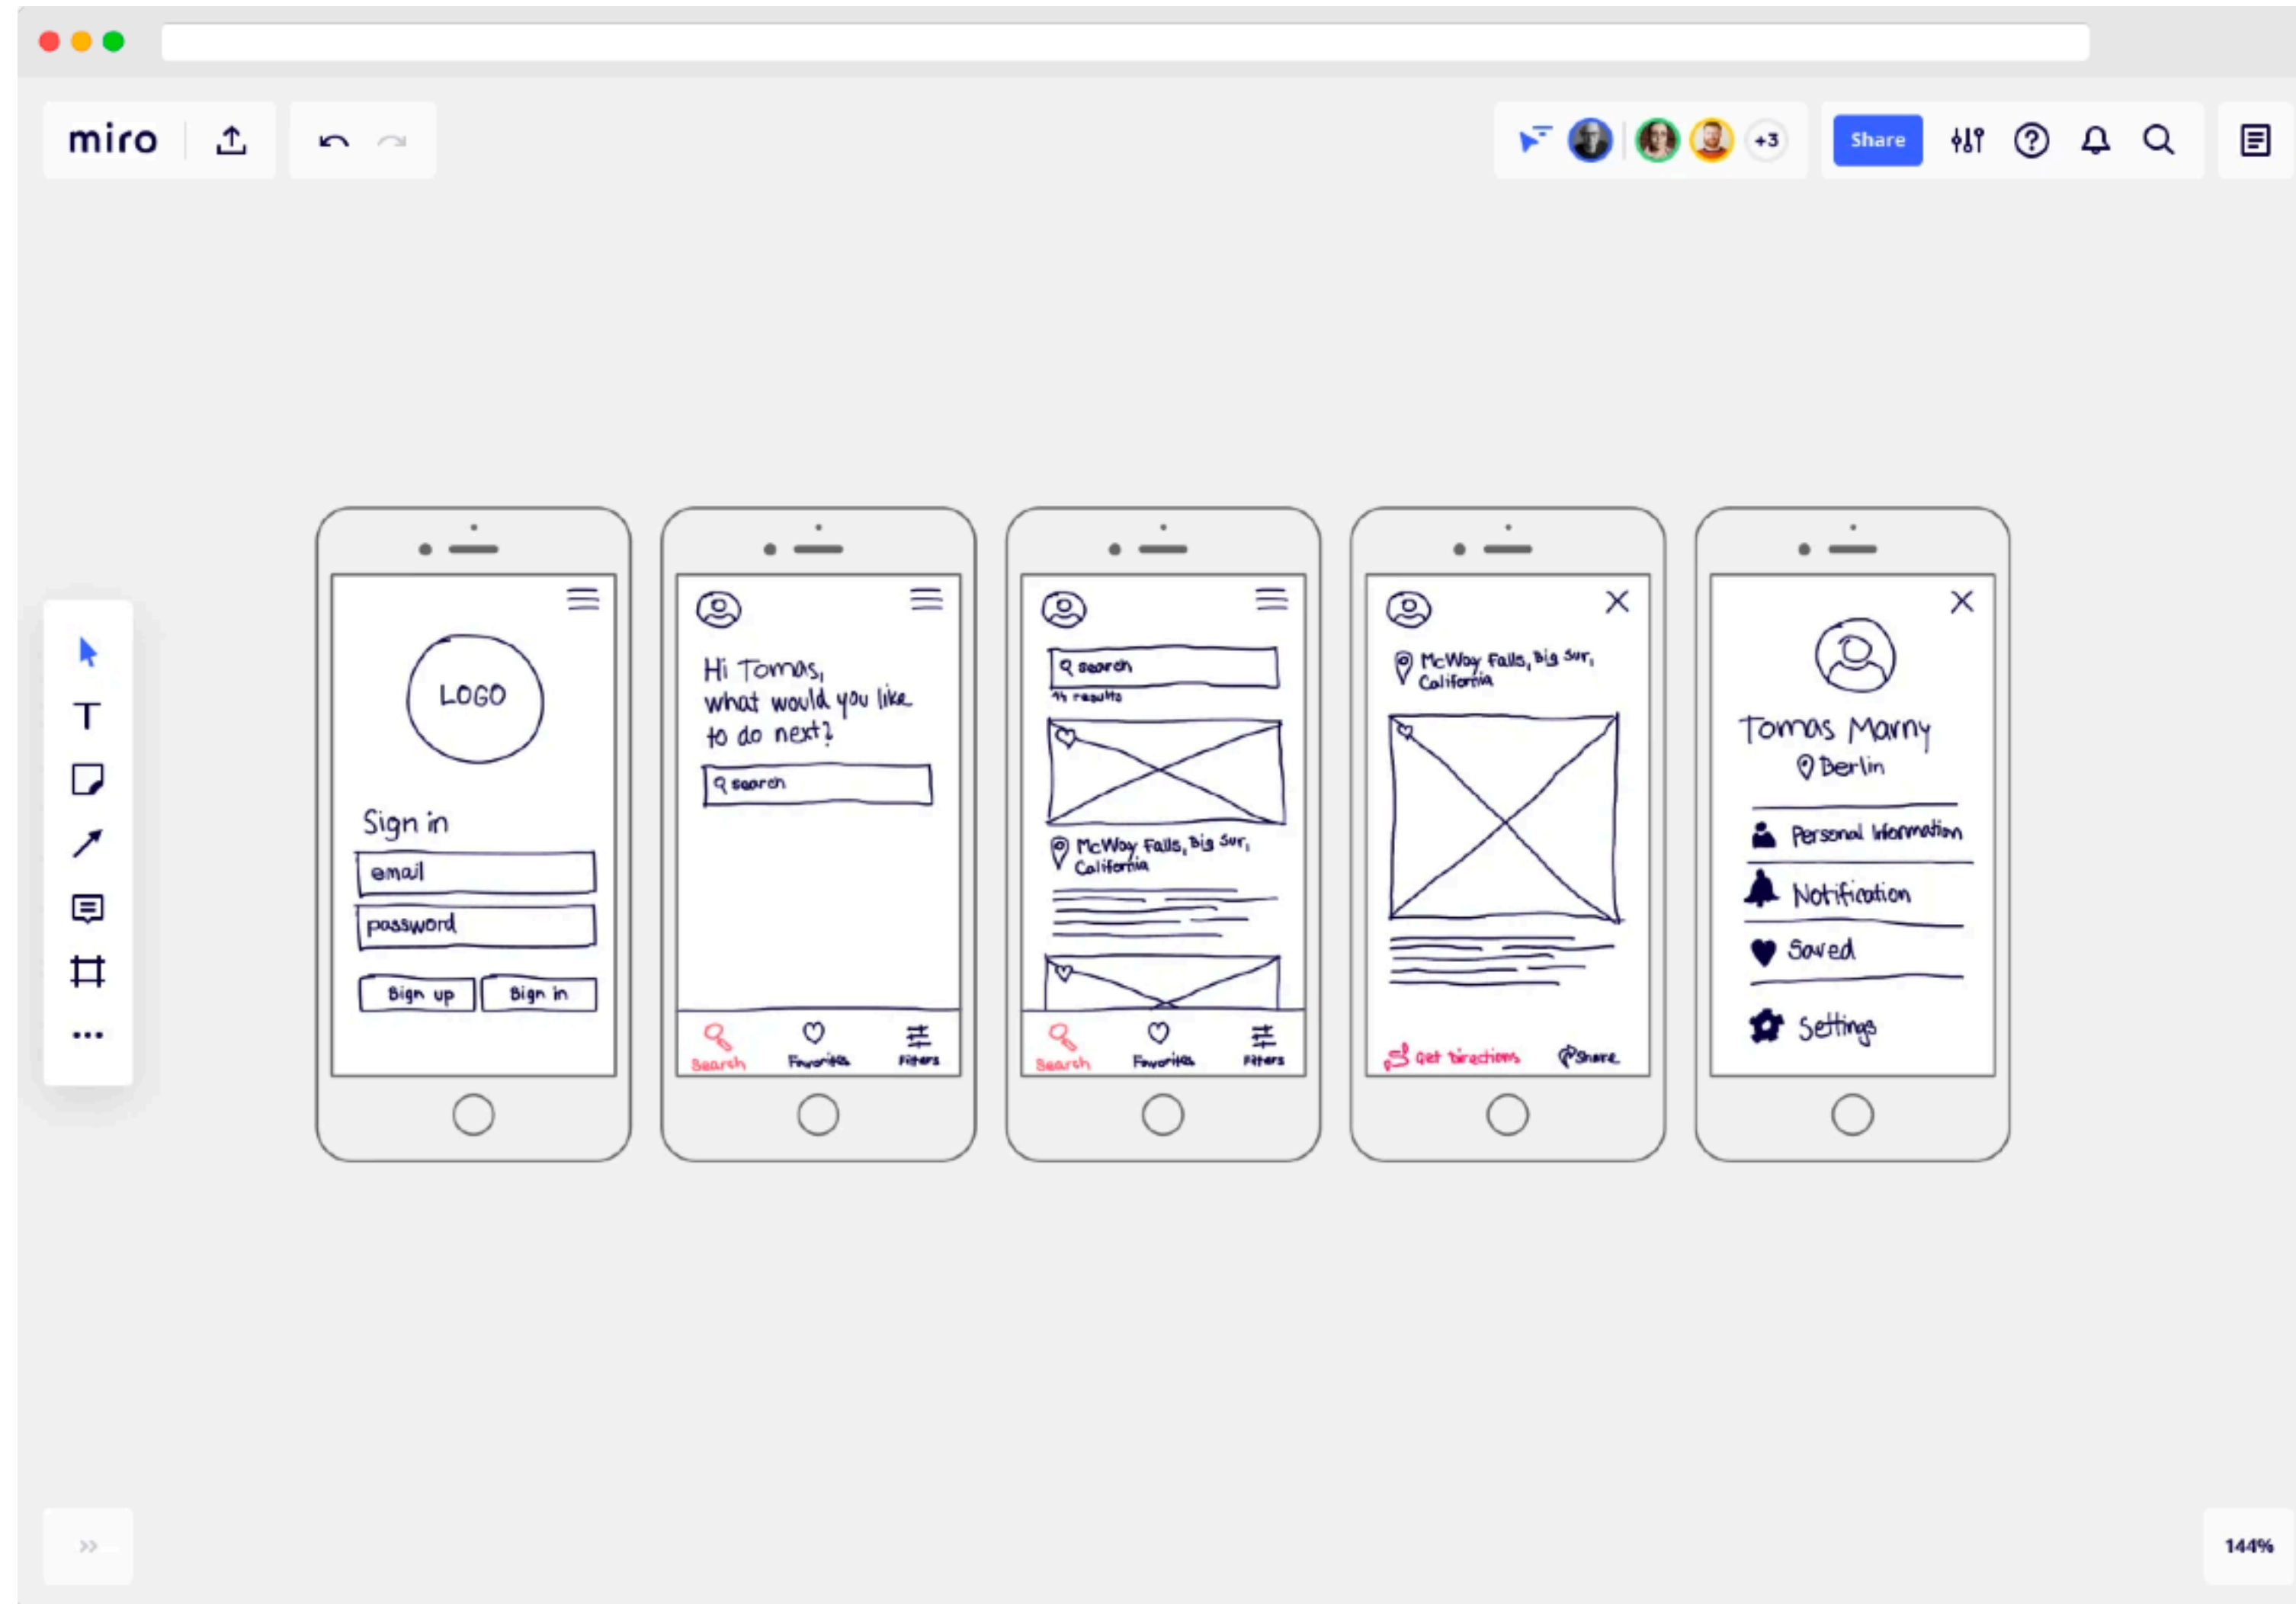 miro
+3
Share
144%
LOGO
Sign in
email
password
Sign up
Sign in
Hi Tomas,
what would you like
to do next?
search
Search
Favorites
Filters
search
14 results
McWay Falls, Big Sur,
California
Search
Favorites
Filters
McWay Falls, Big Sur,
California
Get Directions
Share
Tomas Marny
Berlin
Personal Information
Notification
Saved
Settings